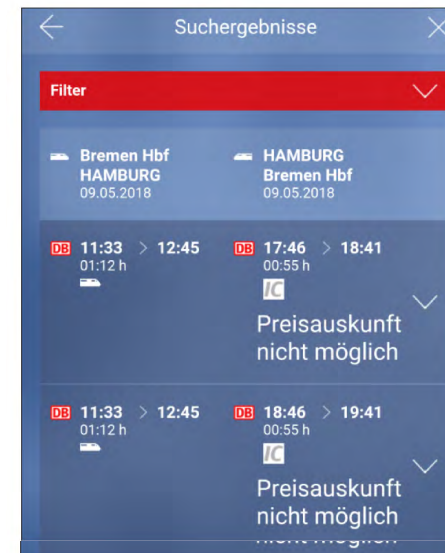 Suchergebnisse
Filter
Bremen Hbf
HAMBURG
09.05.2018
HAMBURG
Bremen Hbf
09.05.2018
DB 11:33 > 12:45
01:12 h
DB 17:46 > 18:41
00:55 h
IC
Preisauskunft
nicht möglich
DB 11:33 > 12:45
01:12 h
DB 18:46 > 19:41
00:55 h
IC
Preisauskunft
nicht möglich